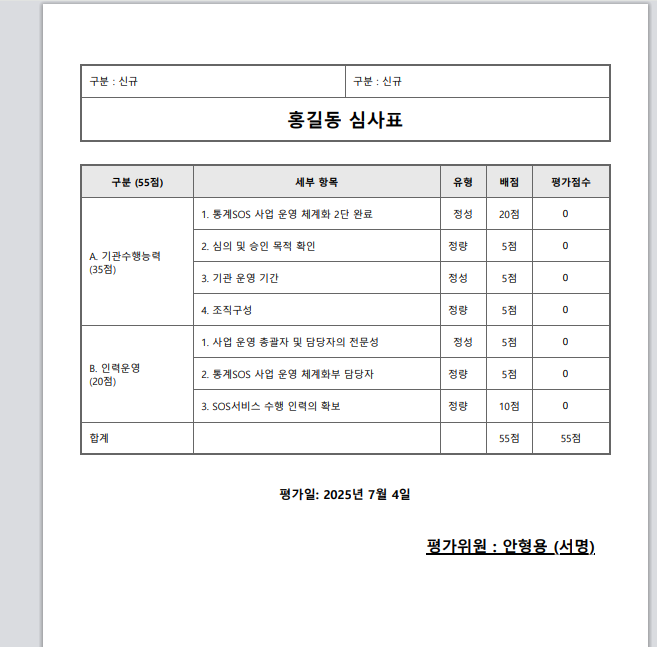 구분 : 신규 구분 : 신규
홍길동 심사표
구분 (55점) 세부 항목 유형 배점 평가점수
A. 기관수행능력
(35점)
1. 통계SOS 사업 운영 체계화 2단 완료 정성 20점 0
2. 심의 및 승인 목적 확인 정량 5점 0
3. 기관 운영 기간 정성 5점 0
4. 조직구성 정량 5점 0
B. 인력운영
(20점)
1. 사업 운영 총괄자 및 담당자의 전문성 정성 5점 0
2. 통계SOS 사업 운영 체계화부 담당자 정량 5점 0
3. SOS서비스 수행 인력의 확보 정량 10점 0
합계 55점 55점
평가일: 2025년 7월 4일
평가위원 : 안형용 (서명)